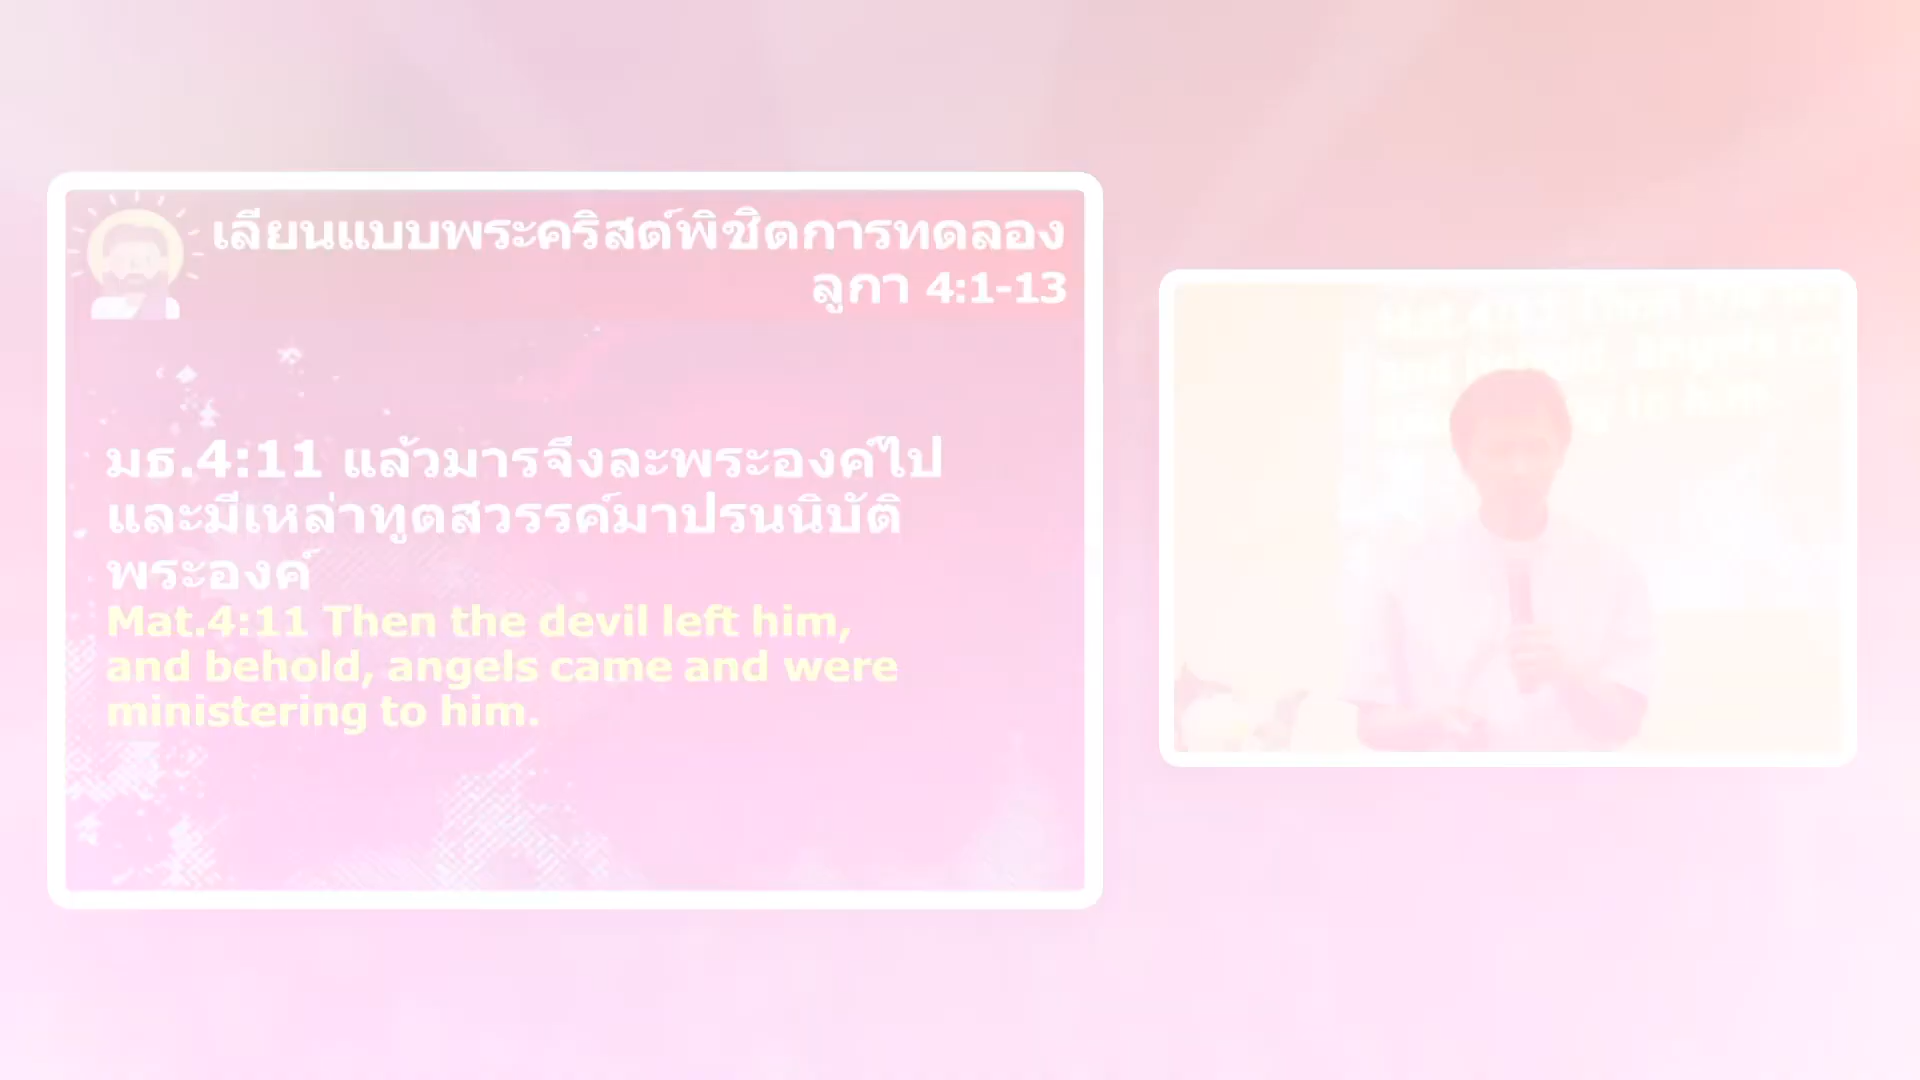 เลียนแบบพระคริสต์พิชิตการทดลอง
ลูกา 4:1-13
มธ.4:11 แล้วมารจึงละพระองค์ไป
และมีเหล่าทูตสวรรค์มาปรนนิบัติ
พระองค์
Mat.4:11 Then the devil left him,
and behold, angels came and were
ministering to him.